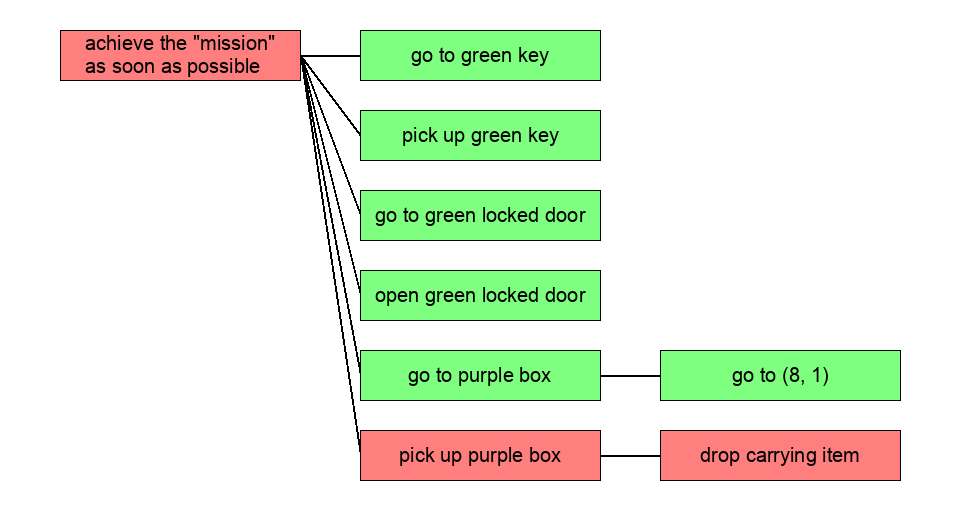 achieve the "mission"
as soon as possible
go to green key
pick up green key
go to green locked door
open green locked door
go to purple box
go to (8, 1)
pick up purple box
drop carrying item